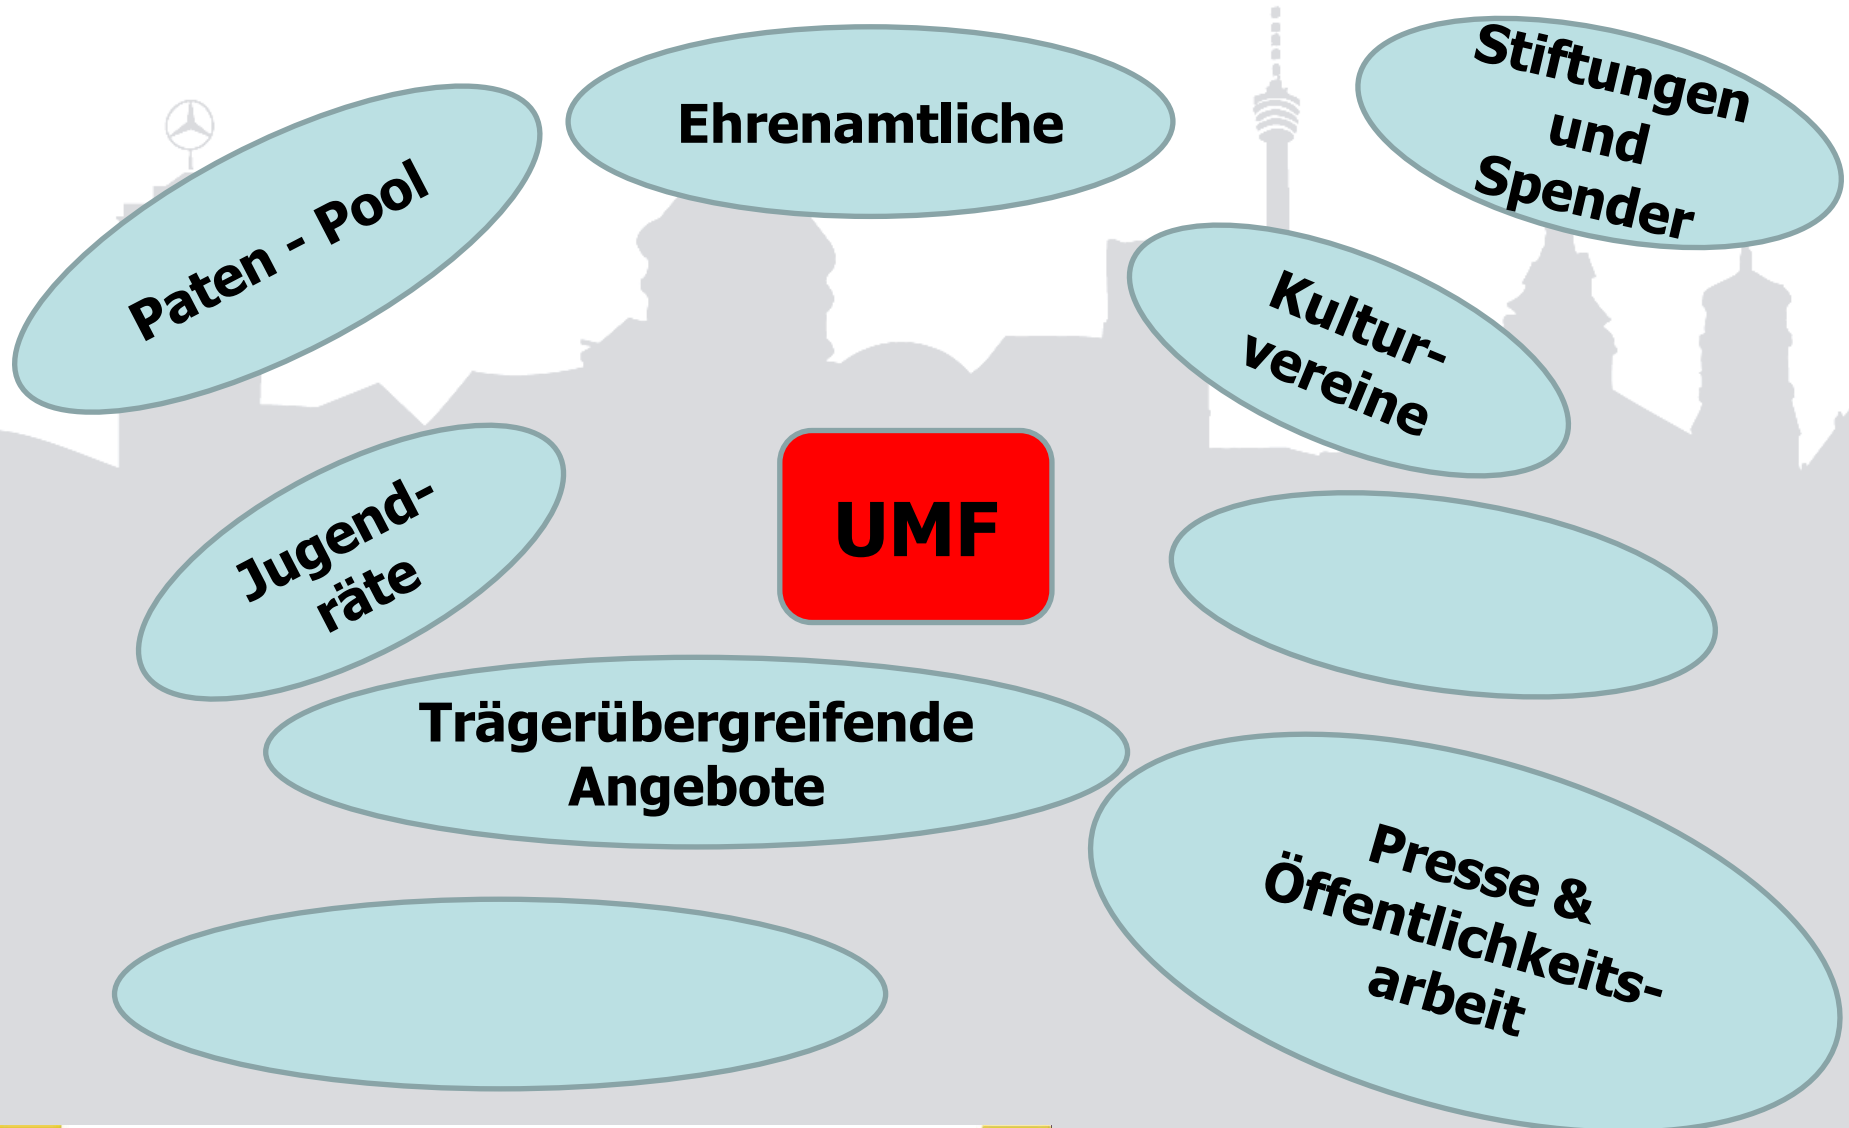 Ehrenamtliche
Stiftungen
und
Spender
Paten - Pool
Kultur-
vereine
Jugend-
räte
UMF
Trägerübergreifende
Angebote
Presse &
Öffentlichkeits-
arbeit